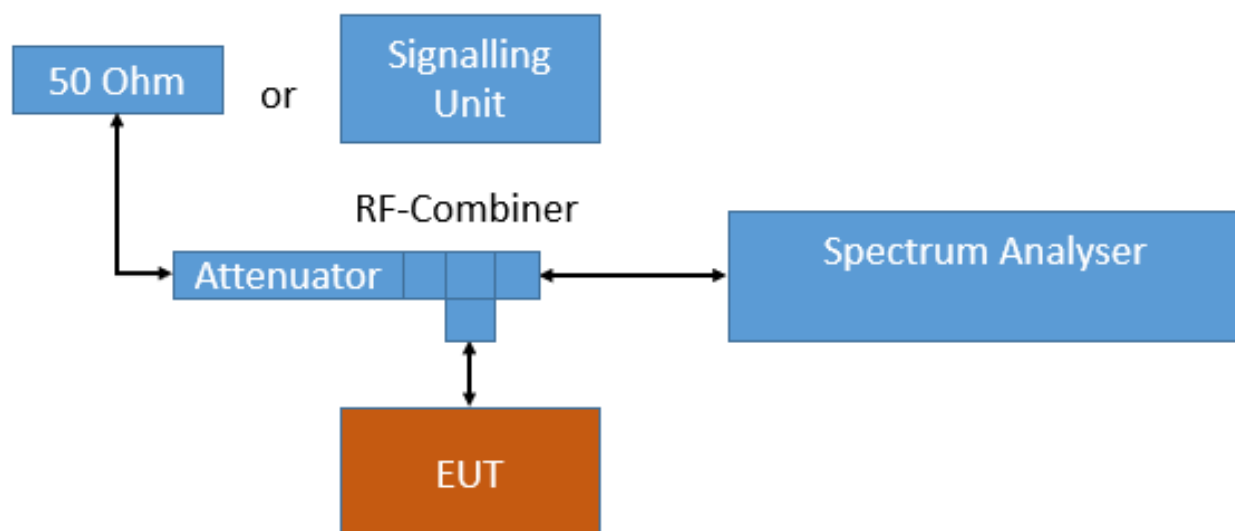 50 Ohm
or
Signalling
Unit
RF-Combiner
Attenuator
Spectrum Analyser
EUT